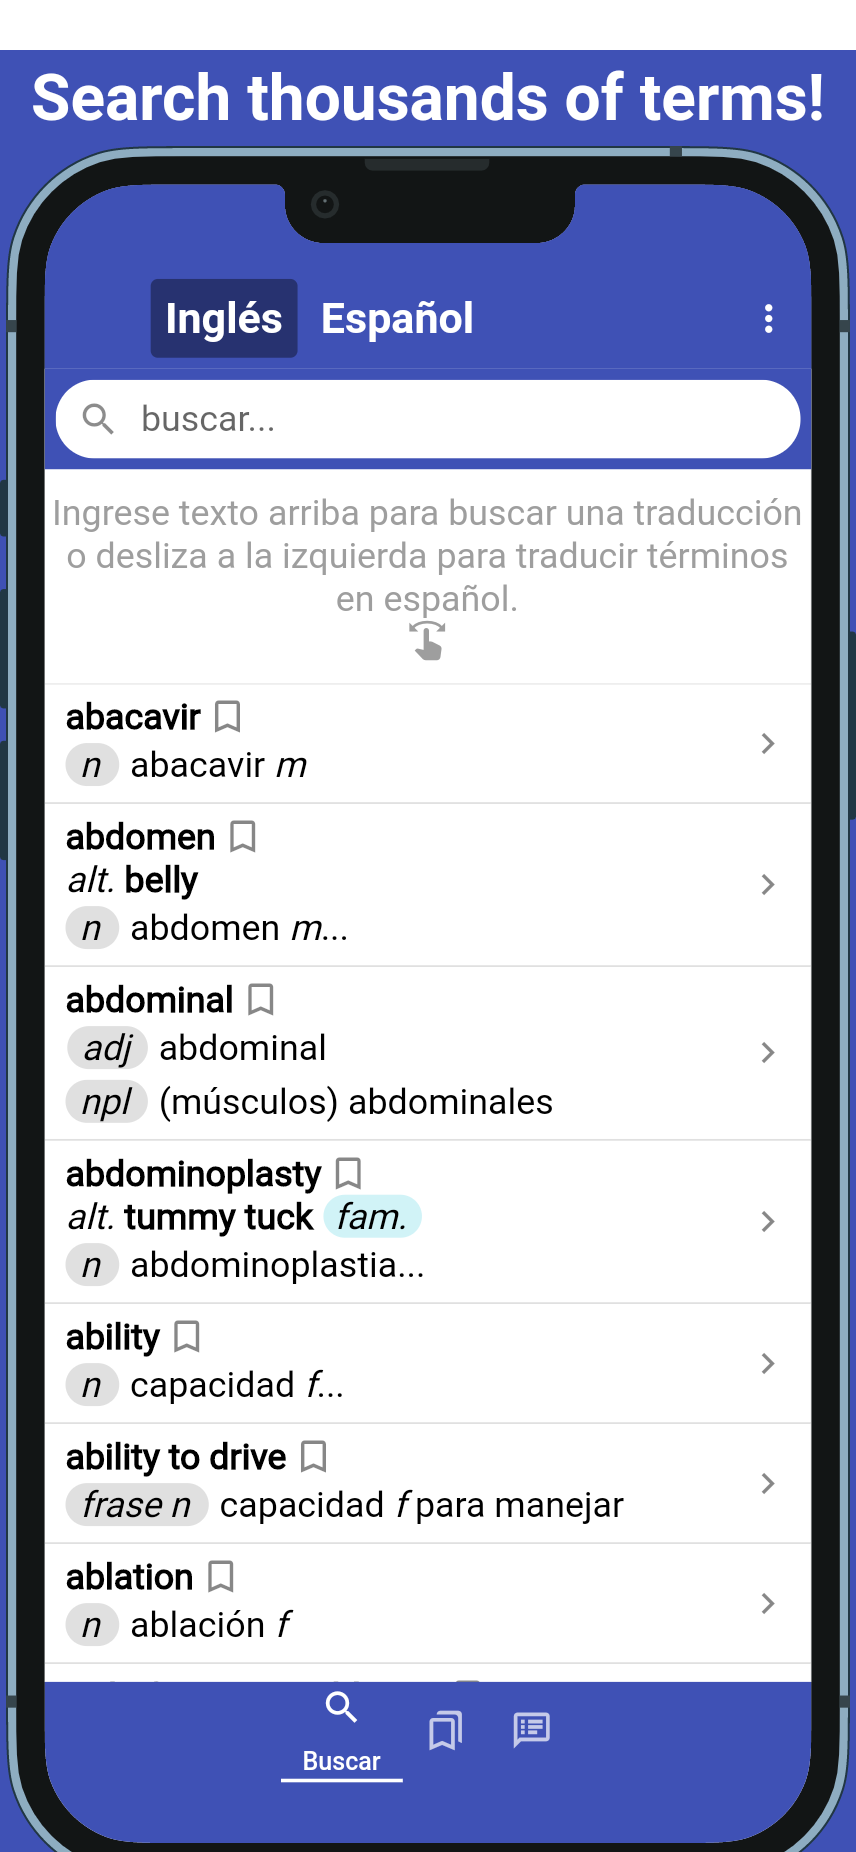 Search thousands of terms!
Inglés Español
buscar...
Ingrese texto arriba para buscar una traducción
o desliza a la izquierda para traducir términos
en español.
abacavir
n abacavir m
abdomen
alt. belly
n abdomen m...
abdominal
adj abdominal
npl (músculos) abdominales
abdominoplasty
alt. tummy tuck fam.
n abdominoplastia...
ability
n capacidad f...
ability to drive
frase n capacidad f para manejar
ablation
n ablación f
Buscar